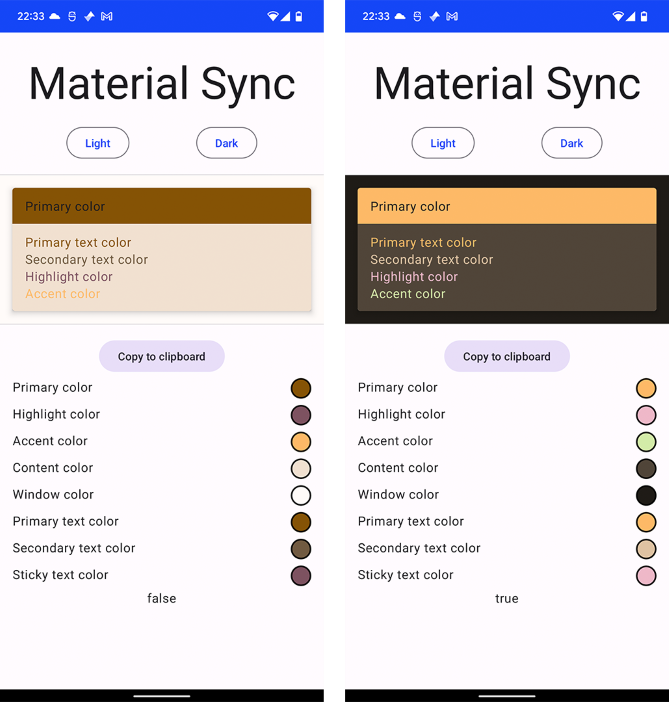 22:33
Material Sync
Light
Dark
Primary color
Primary text color
Secondary text color
Highlight color
Accent color
Copy to clipboard
Primary color
Highlight color
Accent color
Content color
Window color
Primary text color
Secondary text color
Sticky text color
false
22:33
Material Sync
Light
Dark
Primary color
Primary text color
Secondary text color
Highlight color
Accent color
Copy to clipboard
Primary color
Highlight color
Accent color
Content color
Window color
Primary text color
Secondary text color
Sticky text color
true